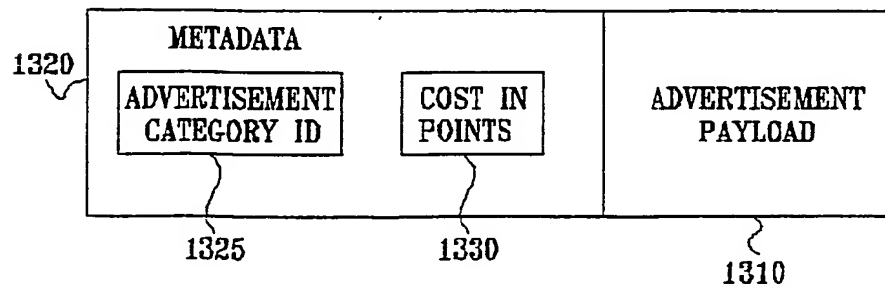 METADATA
1320
ADVERTISEMENT
CATEGORY ID
COST IN
POINTS
ADVERTISEMENT
PAYLOAD
1325
1330
1310